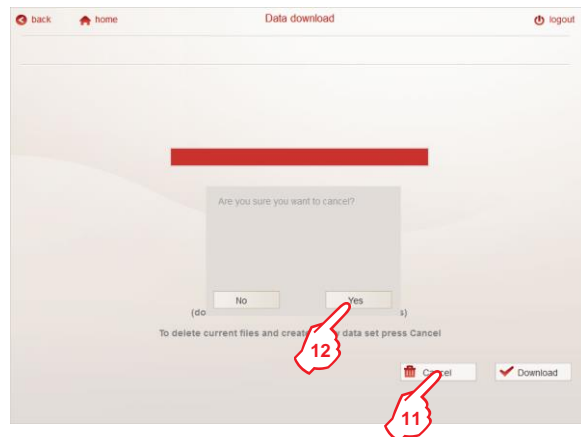 back home Data download logout
Are you sure you want to cancel?
No Yes
(do s)
To delete current files and create data set press Cancel
12
Cancel Download
11